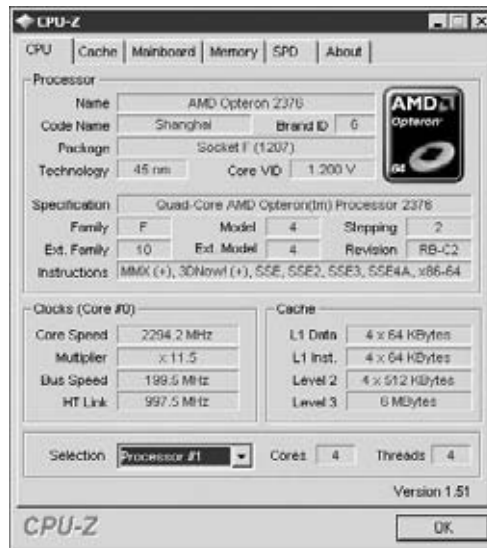 CPU-Z
CPU Cache Mainboard Memory SPD About
Processor
Name AMD Opteron 2376
Code Name Shanghai Brand ID 6
Package Socket F (1207)
Technology 45 nm Core VID 1.200 V
AMD
Opteron
64
Specification Quad-Core AMD Opteron(tm) Processor 2376
Family F Model 4 Stepping 2
Ext. Family 10 Ext. Model 4 Revision RB-C2
Instructions MMX (+), 3DNow! (+), SSE, SSE2, SSE3, SSE4A, x86-64
Clocks (Core #0)
Core Speed 2294.2 MHz
Multiplier x 11.5
Bus Speed 199.5 MHz
HT Link 997.5 MHz
Cache
L1 Data 4 x 64 KBytes
L1 Inst. 4 x 64 KBytes
Level 2 4 x 512 KBytes
Level 3 6 MBytes
Selection Processor #1 Cores 4 Threads 4
Version 1.51
CPU-Z OK